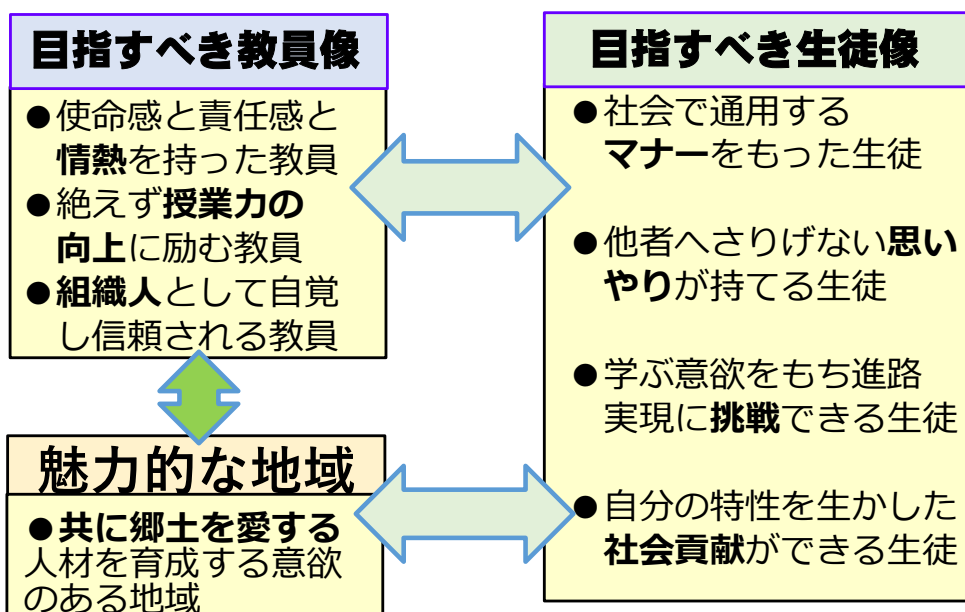 目指すべき教員像
●使命感と責任感と
情熱を持った教員
●絶えず授業力の
向上に励む教員
●組織人として自覚
し信頼される教員
魅力的な地域
●共に郷土を愛する
人材を育成する意欲
のある地域
目指すべき生徒像
●社会で通用する
マナーをもった生徒
●他者へさりげない思い
やりが持てる生徒
●学ぶ意欲をもち進路
実現に挑戦できる生徒
●自分の特性を生かした
社会貢献ができる生徒